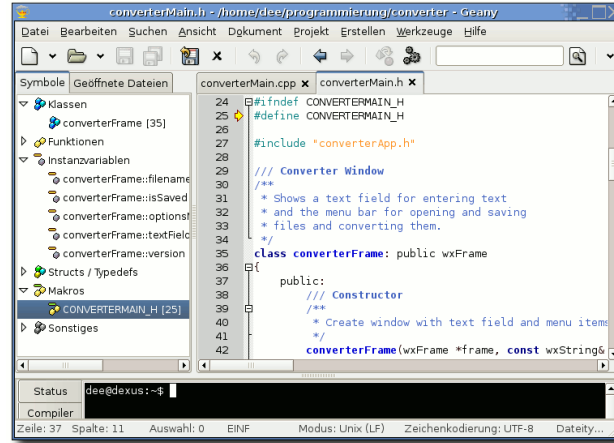 converterMain.h - /home/dee/programmierung/converter - Geany
Datei Bearbeiten Suchen Ansicht Dokument Projekt Erstellen Werkzeuge Hilfe
Symbole Geöffnete Dateien
converterMain.cpp converterMain.h
Klassen
converterFrame [35]
Funktionen
Instanzvariablen
converterFrame::filename
converterFrame::isSaved
converterFrame::options
converterFrame::textField
converterFrame::version
Structs / Typedefs
Makros
CONVERTERMAIN_H [25]
Sonstiges
24 #ifndef CONVERTERMAIN_H
25 #define CONVERTERMAIN_H
26
27 #include "converterApp.h"
28
29 /// Converter Window
30 /**
31 * Shows a text field for entering text
32 * and the menu bar for opening and saving
33 * files and converting them.
34 */
35 class converterFrame: public wxFrame
36 {
37 public:
38 /// Constructor
39 /**
40 * Create window with text field and menu items
41 */
42 converterFrame(wxFrame *frame, const wxString&
Status
Compiler
dee@dexus:~$
Zeile: 37 Spalte: 11 Auswahl: 0 EINF Modus: Unix (LF) Zeichenkodierung: UTF-8 Dateity...